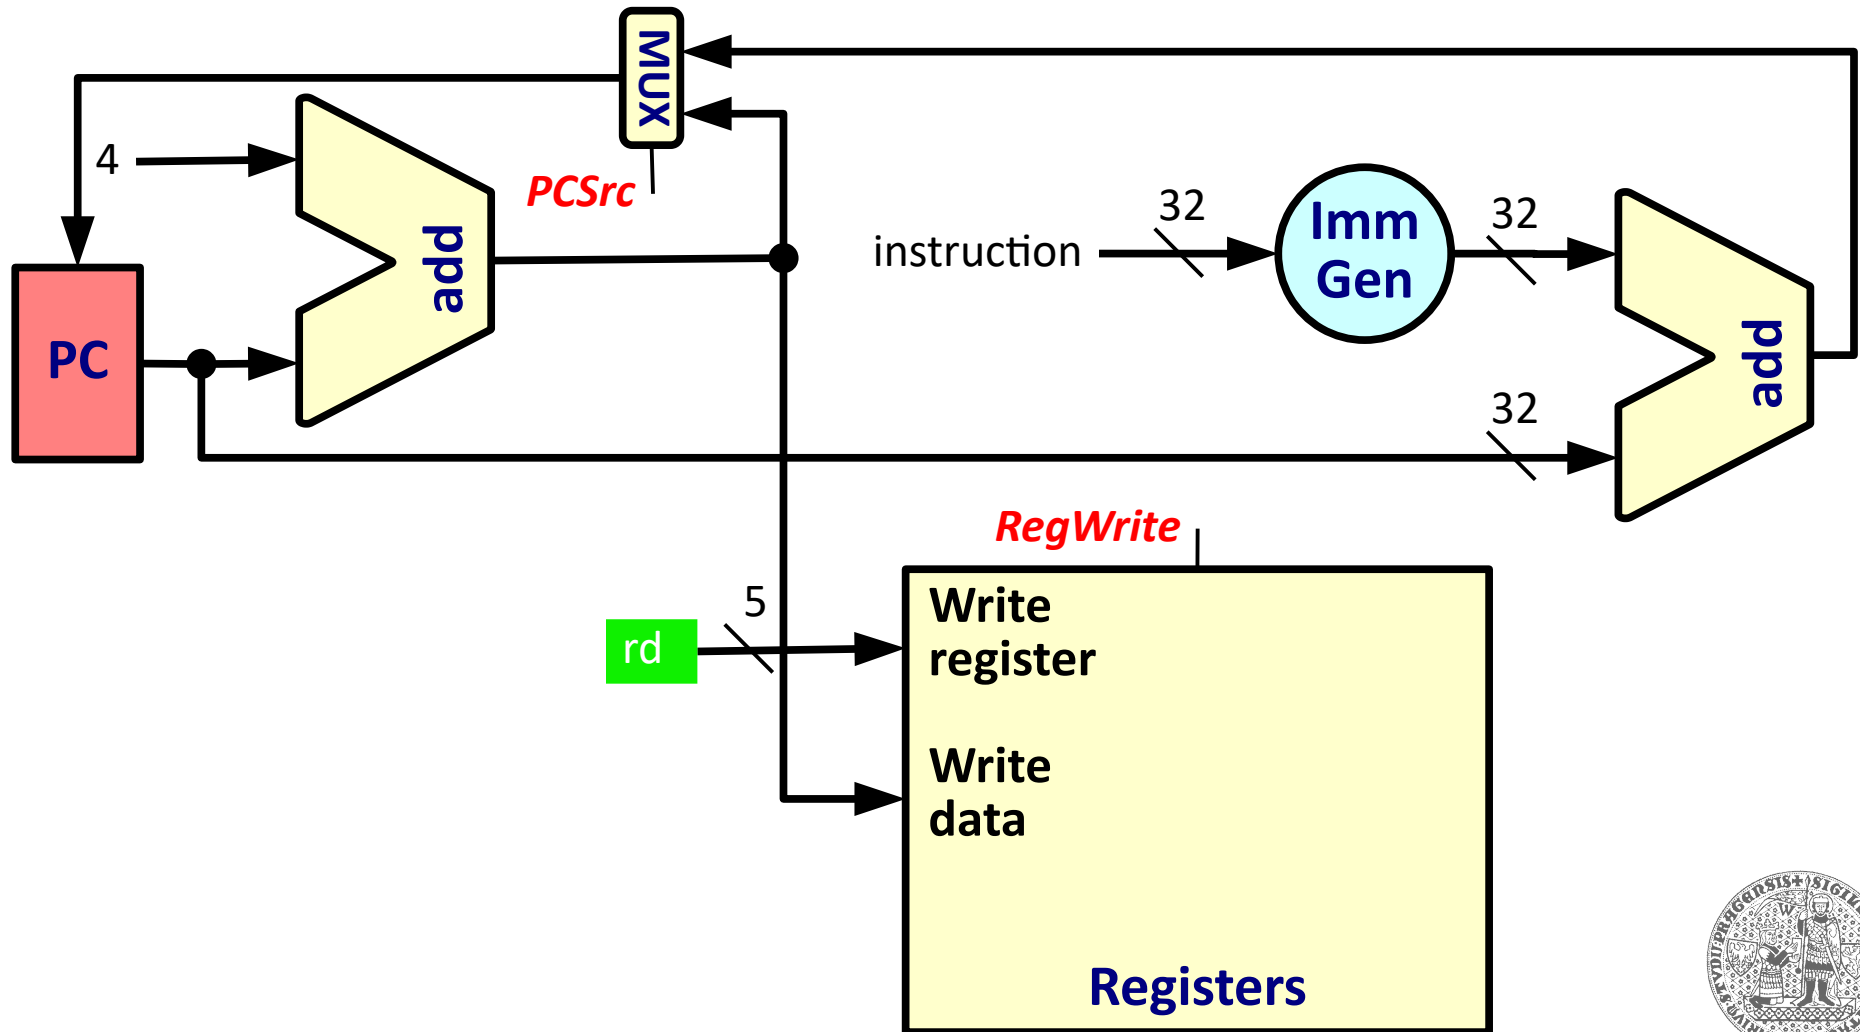 MUX
4
add
PCSrc
32
instruction
Imm
Gen
32
PC
add
32
RegWrite
5
rd
Write
register
Write
data
Registers